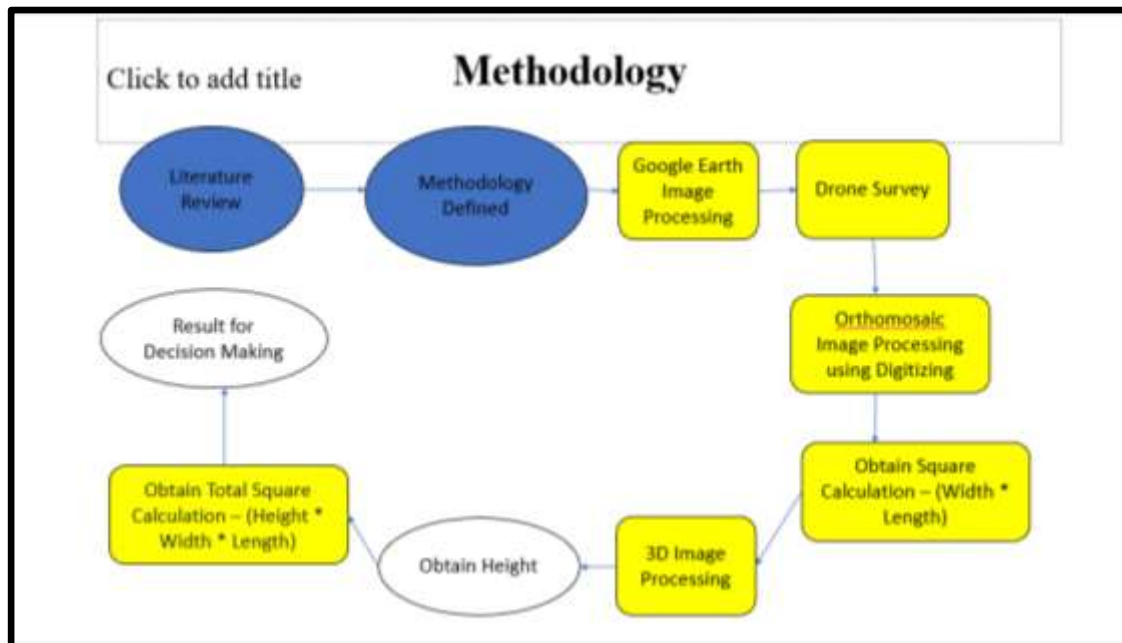 Click to add title
Methodology
Literature
Review
Methodology
Defined
Google Earth
Image
Processing
Drone Survey
Orthomosaic
Image Processing
using Digitizing
Obtain Square
Calculation – (Width *
Length)
3D Image
Processing
Obtain Height
Obtain Total Square
Calculation – (Height *
Width * Length)
Result for
Decision Making